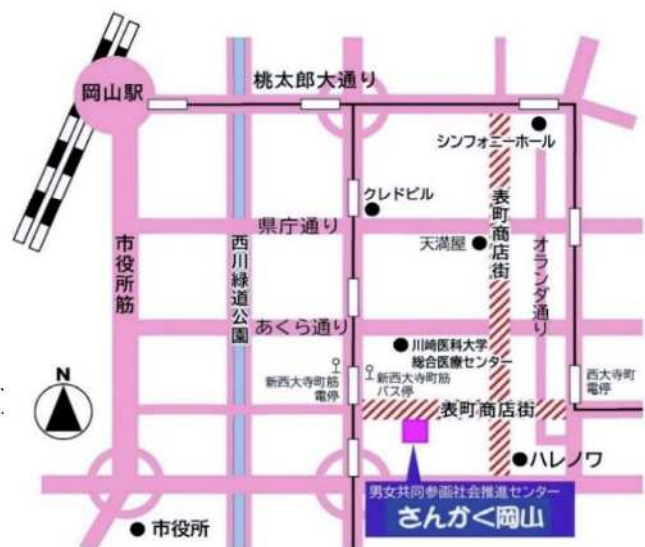 岡山駅
桃太郎大通り
シンフォニーホール
クレドビル
県庁通り
天満屋
表町商店街
オランダ通り
市役所筋
西川緑道公園
あくら通り
川崎医科大学
総合医療センター
新西大寺町筋
電停
新西大寺町筋
バス停
西大寺町
電停
N
表町商店街
ハレノワ
男女共同参画社会推進センター
さんかく岡山
市役所